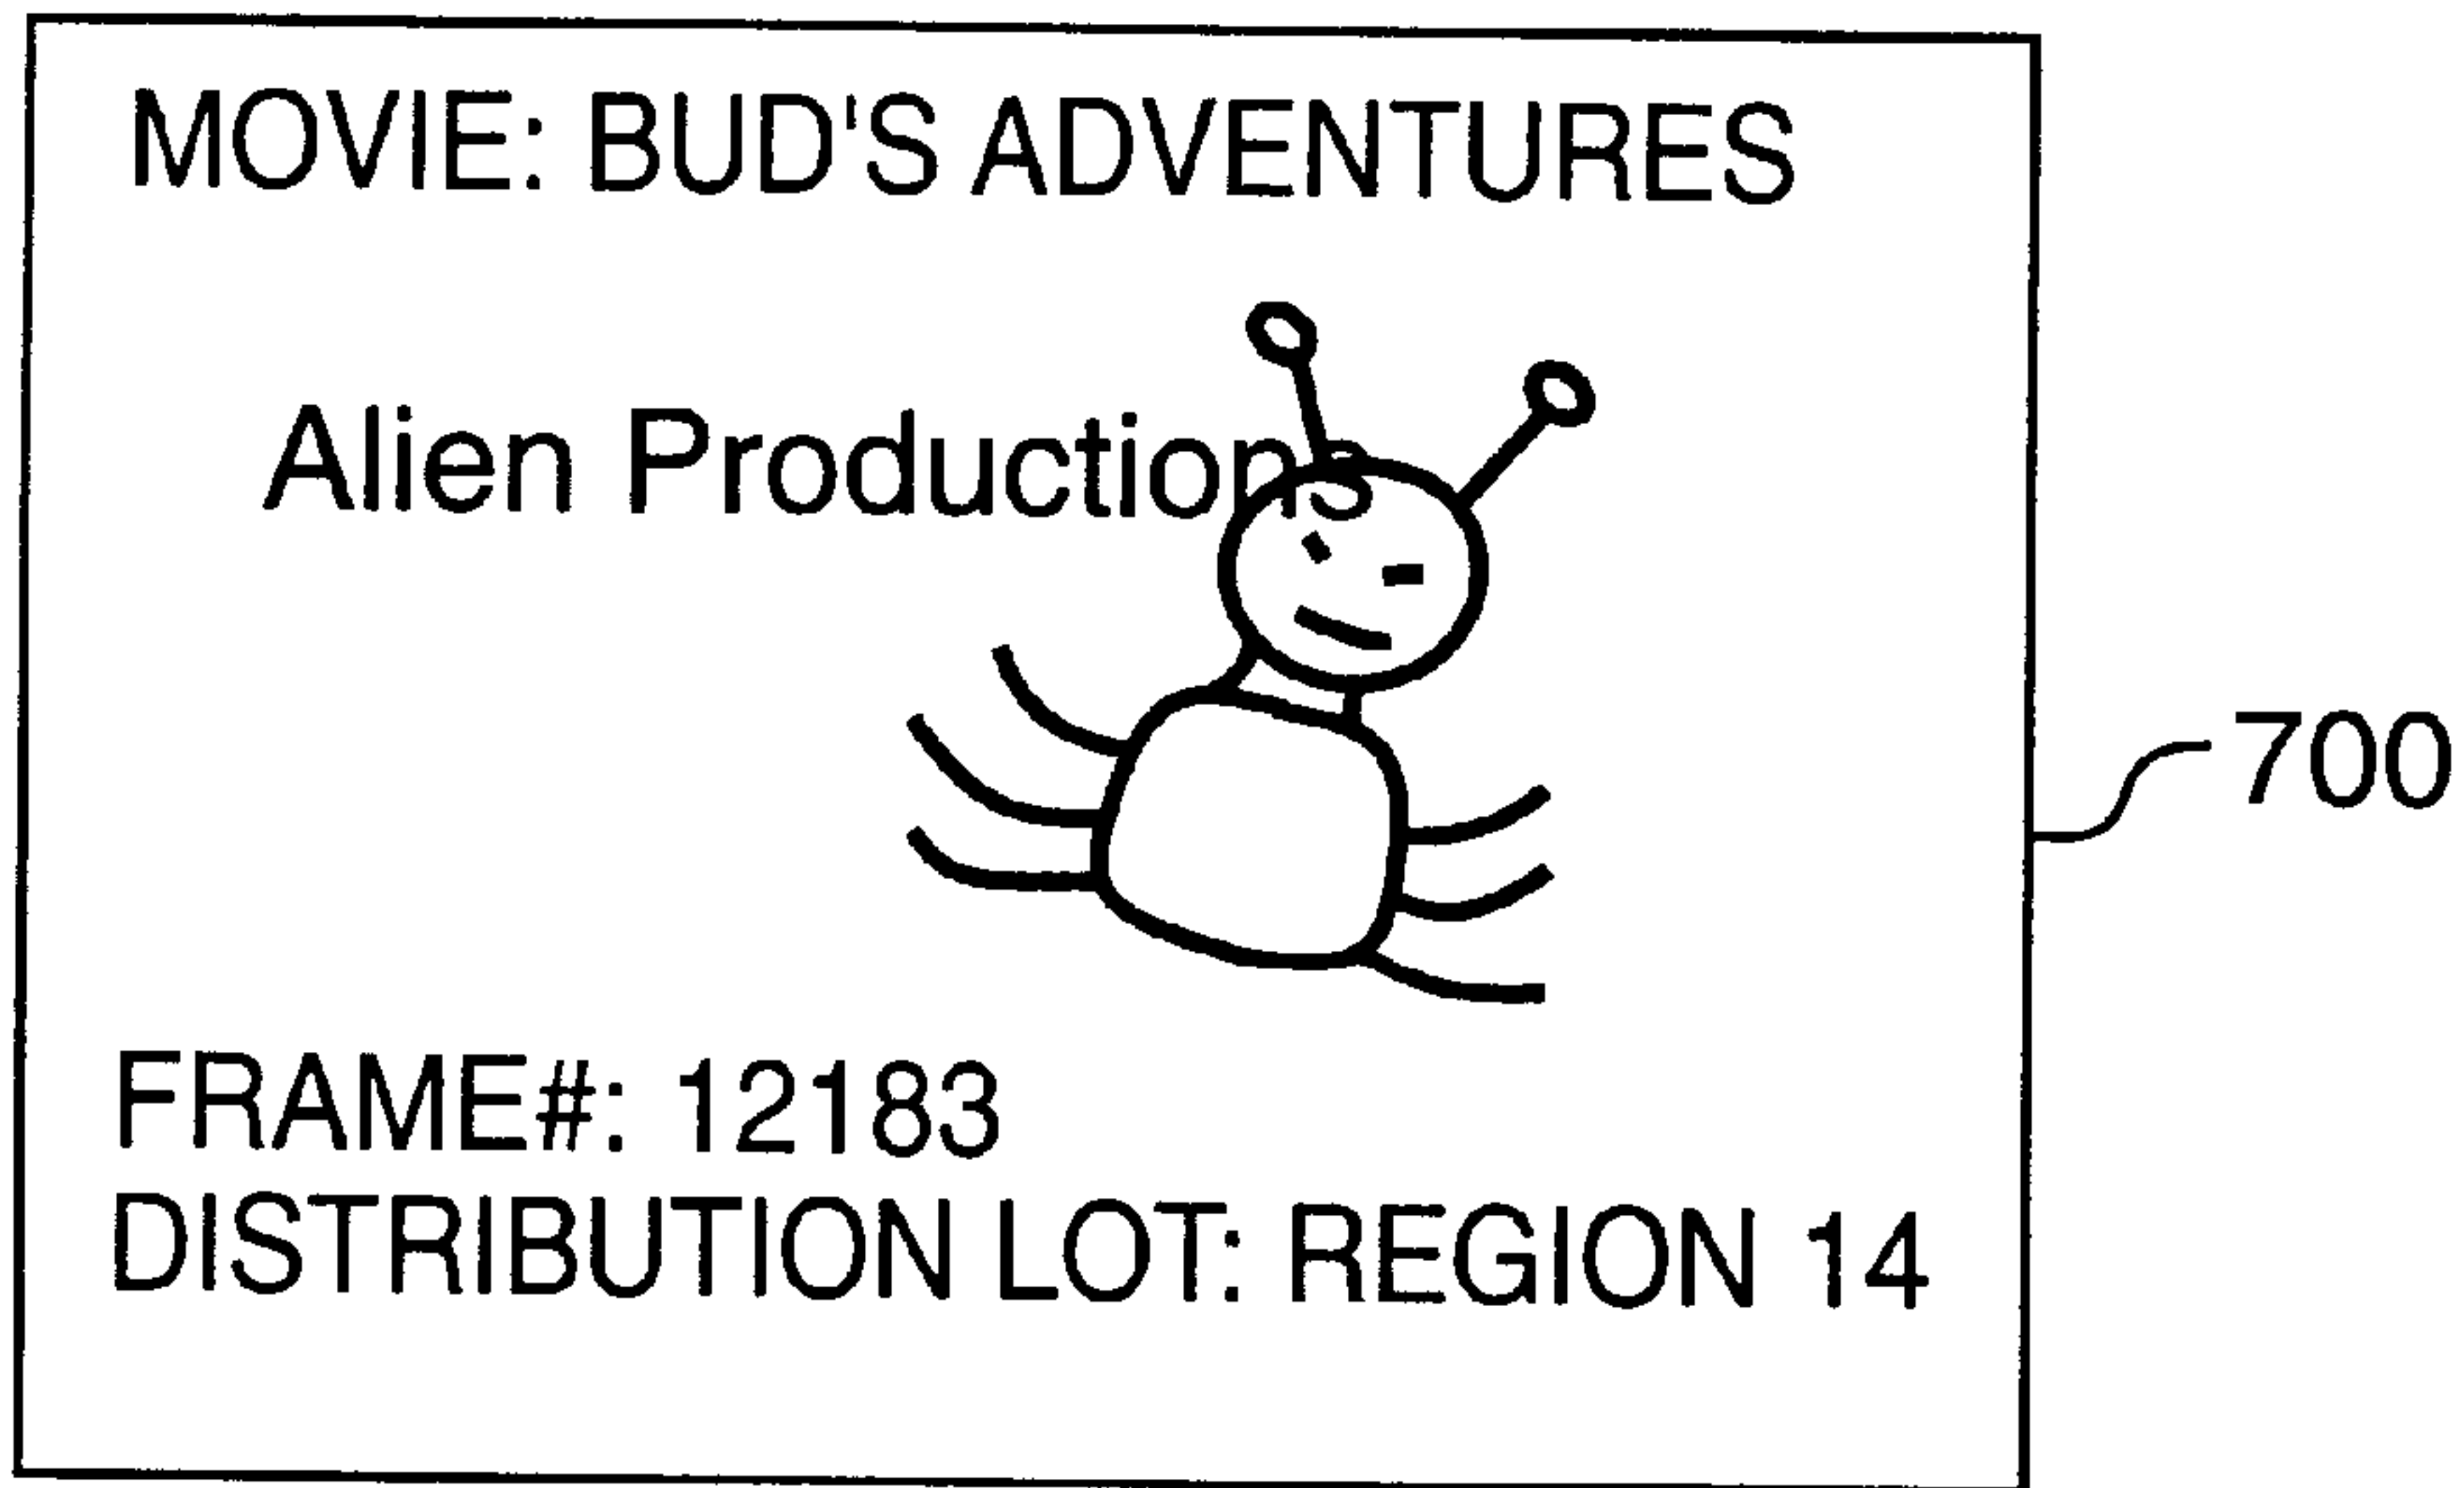 MOVIE: BUD'S ADVENTURES
Alien Productions
700
FRAME#: 12183
DISTRIBUTION LOT: REGION 14